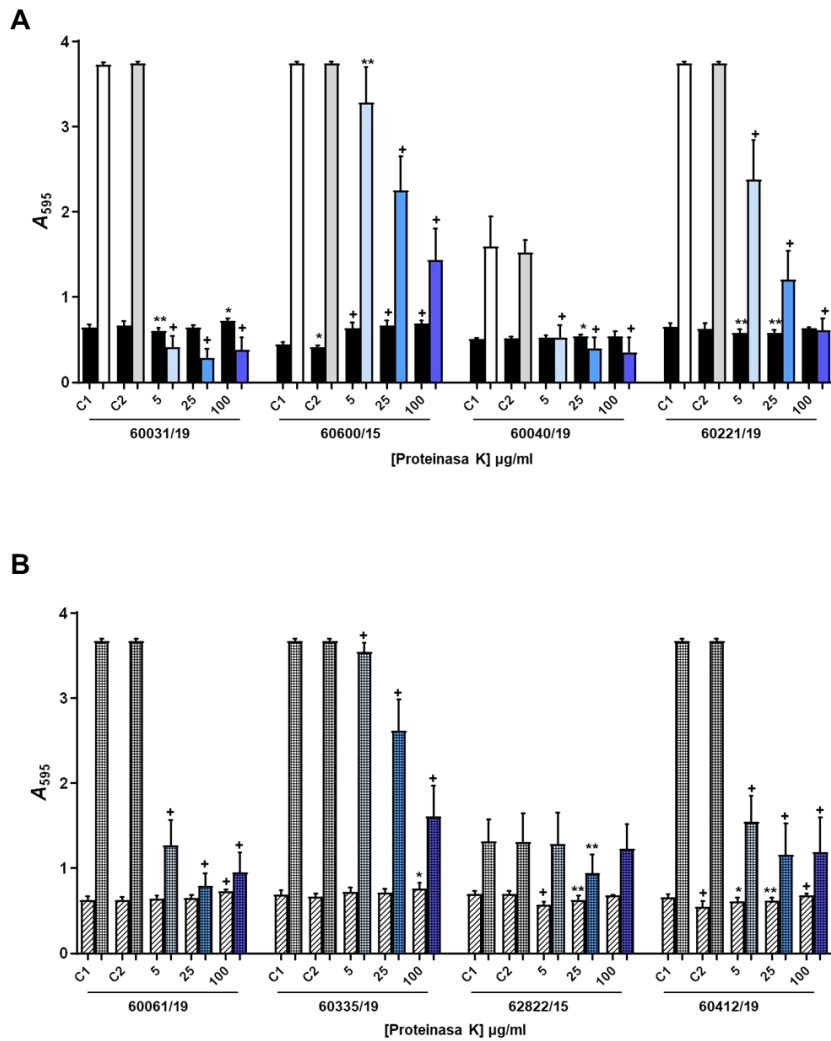 A
4
3
2
1
0
A595
** + * +
+ + * ** + + + + +
+ * + +
** + ** + +
C1 C2 5 25 100 C1 C2 5 25 100 C1 C2 5 25 100 C1 C2 5 25 100
60031/19 60600/15 60040/19 60221/19
[Proteinasa K] µg/ml
B
4
3
2
1
0
A595
+ + + +
+ + * +
+ ** **
+ * + ** + + +
C1 C2 5 25 100 C1 C2 5 25 100 C1 C2 5 25 100 C1 C2 5 25 100
60061/19 60335/19 62822/15 60412/19
[Proteinasa K] µg/ml